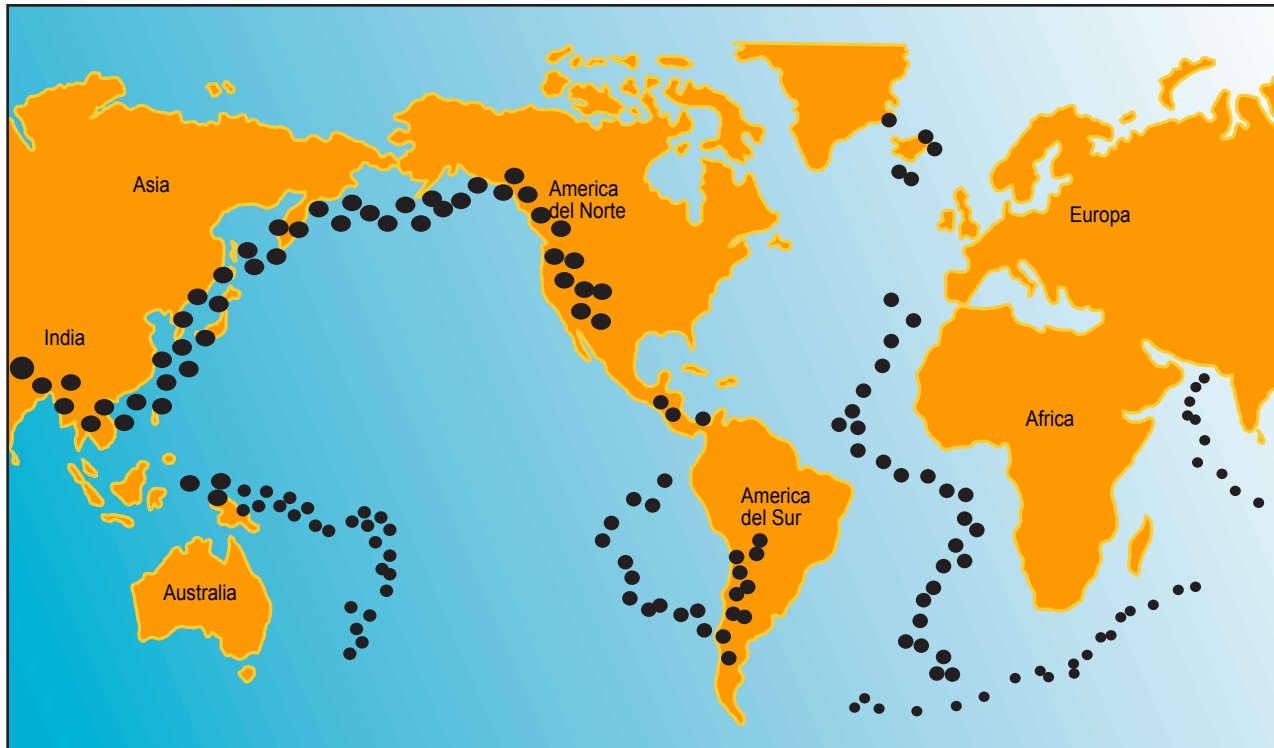 Asia
America
del Norte
Europa
India
Africa
America
del Sur
Australia